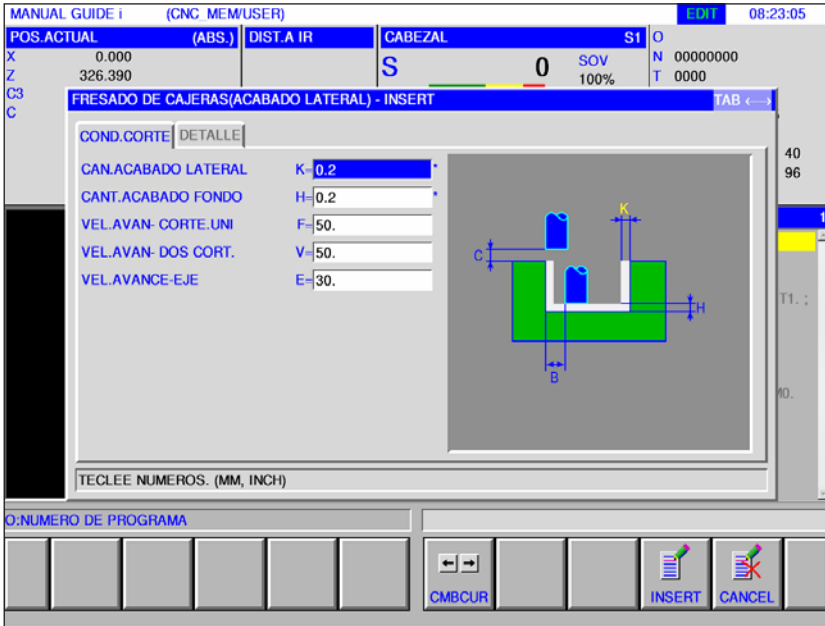 MANUAL GUIDE i (CNC_MEM/USER) EDIT 08:23:05
POS.ACTUAL (ABS.) DIST.A IR CABEZAL S1 O
X 0.000 S 0 SOV 100% N 00000000
Z 326.390 T 0000
C3
C
FRESADO DE CAJERAS(ACABADO LATERAL) - INSERT TAB ←→
COND.CORTE DETALLE
CAN.ACABADO LATERAL K=0.2 *
CANT.ACABADO FONDO H=0.2 *
VEL.AVAN- CORTE.UNI F=50.
VEL.AVAN- DOS CORT. V=50.
VEL.AVANCE-EJE E=30.
K
C
H
B
40
96
1
T1. ;
M0.
TECLEE NUMEROS. (MM, INCH)
O:NUMERO DE PROGRAMA
CMBCUR INSERT CANCEL